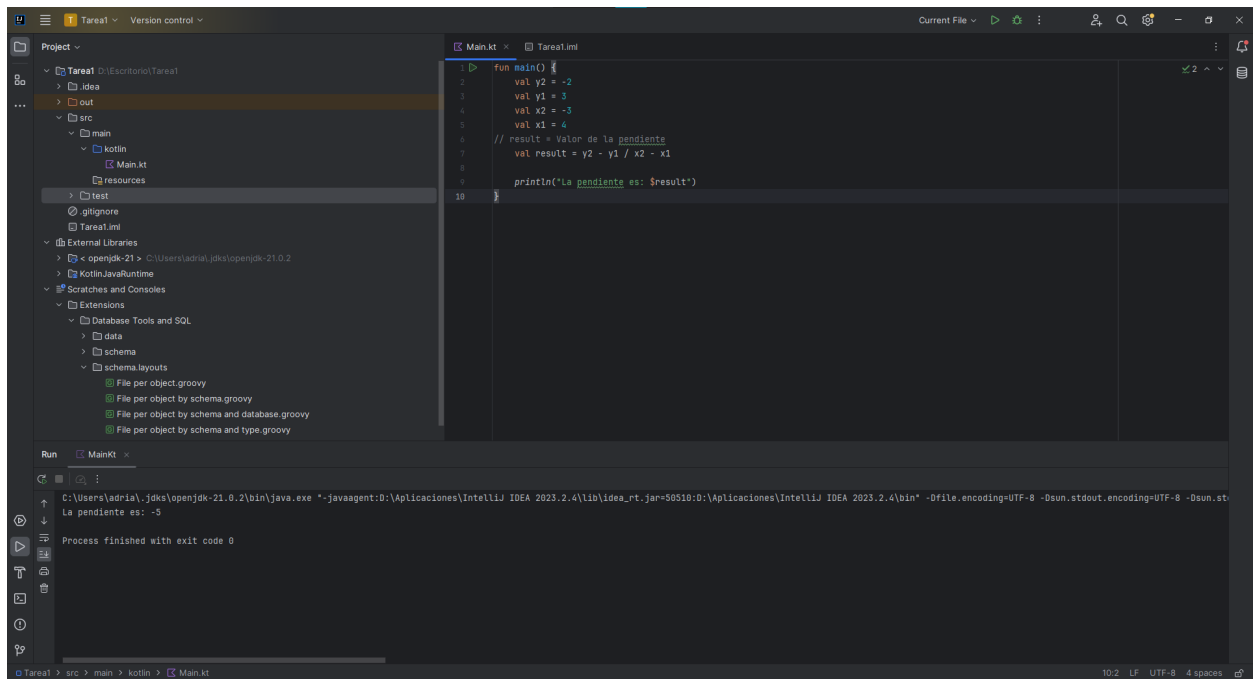 T Tarea1 Version control Current File
Project
Main.kt × Tarea1.iml
Tarea1 D:\Escritorio\Tarea1
.idea
out
src
main
kotlin
Main.kt
resources
test
.gitignore
Tarea1.iml
External Libraries
< openjdk-21 > C:\Users\adria\.jdks\openjdk-21.0.2
KotlinJavaRuntime
Scratches and Consoles
Extensions
Database Tools and SQL
data
schema
schema.layouts
File per object.groovy
File per object by schema.groovy
File per object by schema and database.groovy
File per object by schema and type.groovy
1 fun main() {
2 val y2 = -2
3 val y1 = 3
4 val x2 = -3
5 val x1 = 4
6 // result = Valor de la pendiente
7 val result = y2 - y1 / x2 - x1
8
9 println("La pendiente es: $result")
10 }
2
Run MainKt ×
C:\Users\adria\.jdks\openjdk-21.0.2\bin\java.exe "-javaagent:D:\Aplicaciones\IntelliJ IDEA 2023.2.4\lib\idea_rt.jar=50510:D:\Aplicaciones\IntelliJ IDEA 2023.2.4\bin" -Dfile.encoding=UTF-8 -Dsun.stdout.encoding=UTF-8 -Dsun.st
La pendiente es: -5
Process finished with exit code 0
Tarea1 > src > main > kotlin > Main.kt 10:2 LF UTF-8 4 spaces